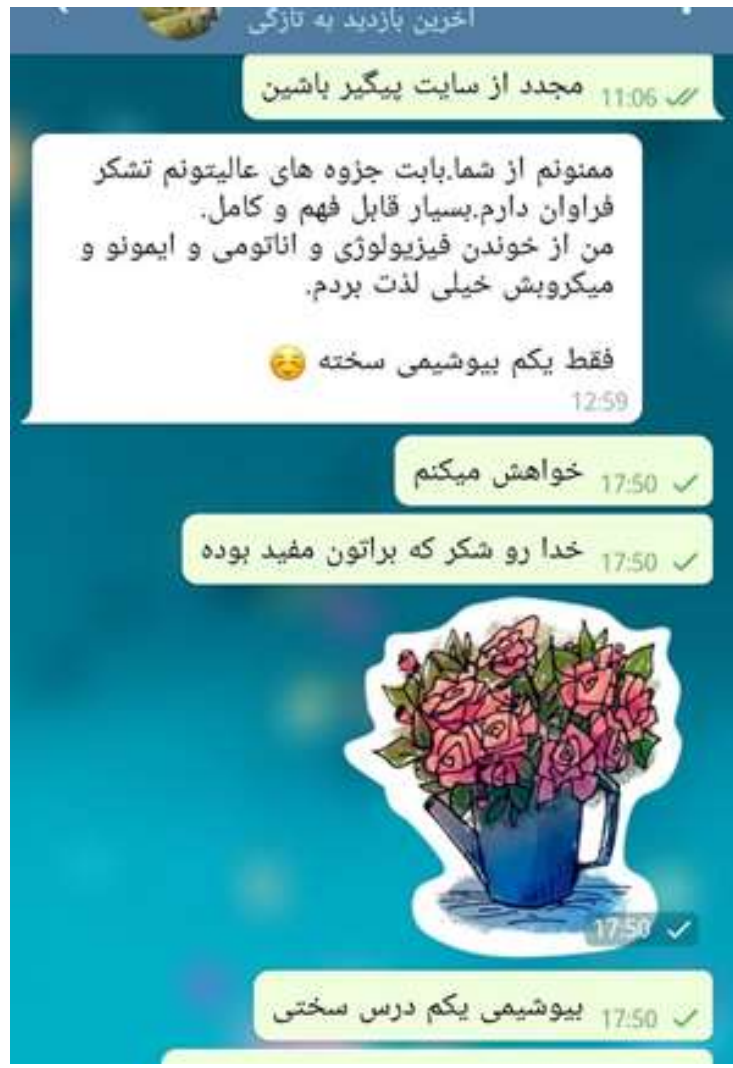 آخرین بازدید به تازگی
مجدد از سایت پیگیر باشین
11:06
ممنونم از شما.بابت جزوه های عالیتونم تشکر
فراوان دارم.بسیار قابل فهم و کامل.
من از خوندن فیزیولوژی و اناتومی و ایمونو و
میکروبش خیلی لذت بردم.
فقط یکم بیوشیمی سخته ☺️
12:59
خواهش میکنم
17:50
خدا رو شکر که براتون مفید بوده
17:50
17:50
بیوشیمی یکم درس سختی
17:50